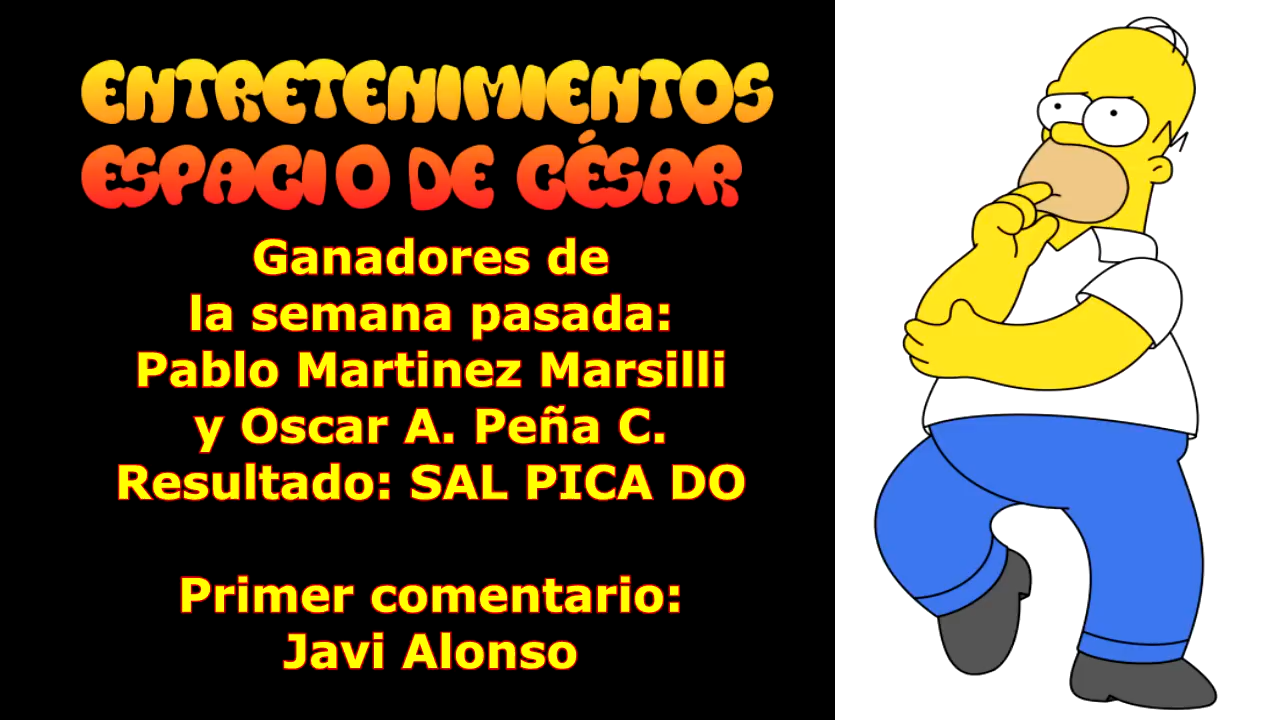 ENTRETENIMIENTOS
ESPACIO DE CÉSAR
Ganadores de
la semana pasada:
Pablo Martinez Marsilli
y Oscar A. Peña C.
Resultado: SAL PICA DO
Primer comentario:
Javi Alonso